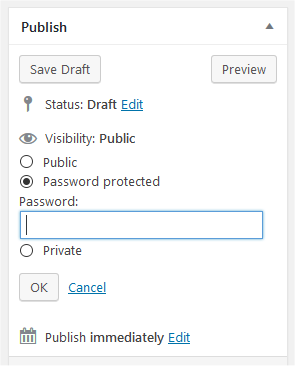 Publish
Save Draft Preview
Status: Draft Edit
Visibility: Public
Public
Password protected
Password:
Private
OK Cancel
Publish immediately Edit